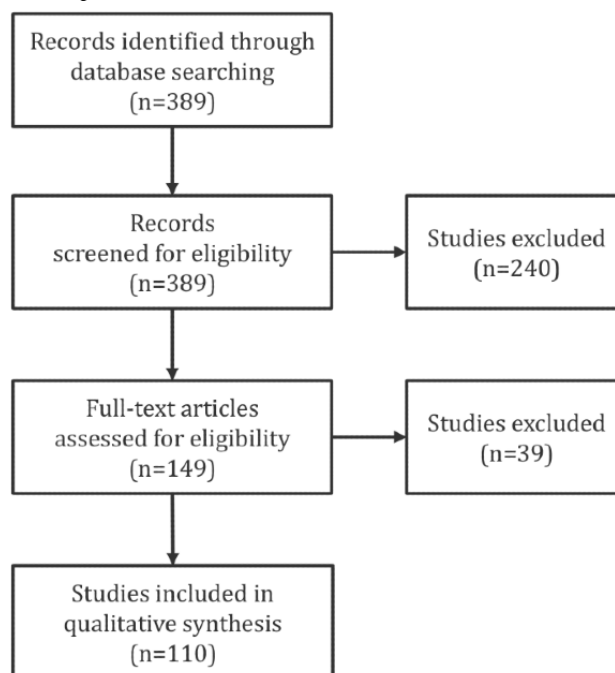 Records identified through
database searching
(n=389)
Records
screened for eligibility
(n=389)
Studies excluded
(n=240)
Full-text articles
assessed for eligibility
(n=149)
Studies excluded
(n=39)
Studies included in
qualitative synthesis
(n=110)